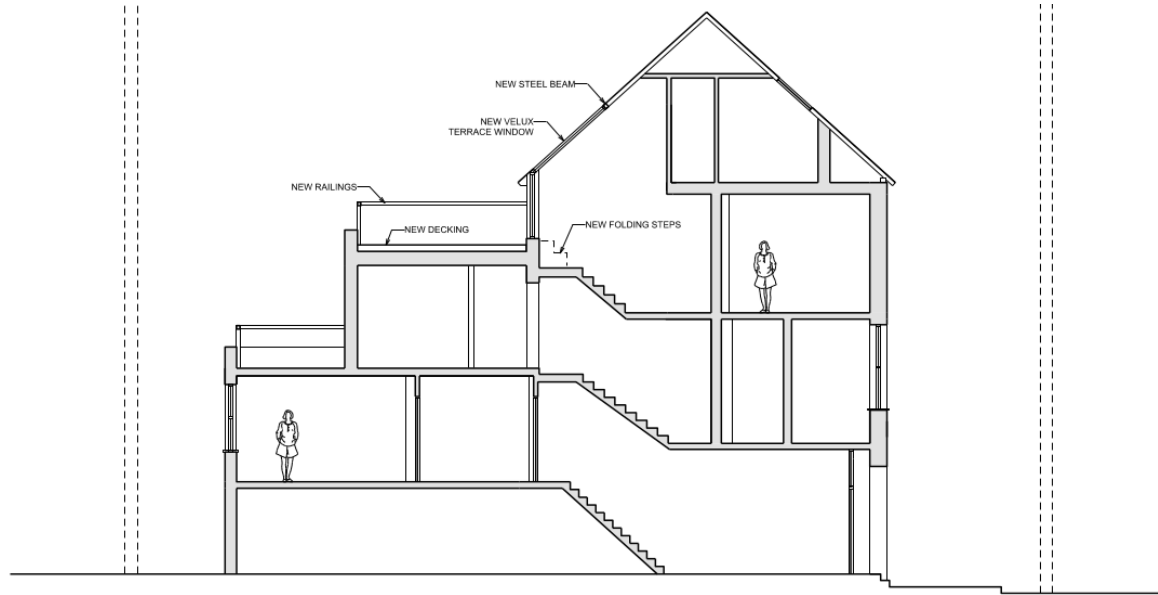 NEW STEEL BEAM
NEW VELUX
TERRACE WINDOW
NEW RAILINGS
NEW DECKING
NEW FOLDING STEPS